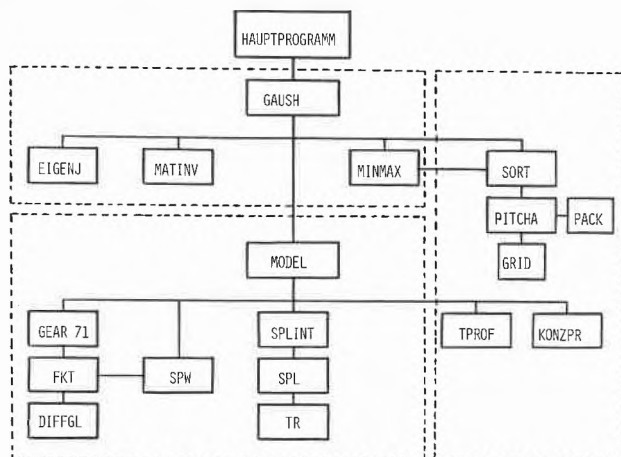 HAUPTPROGRAMM
GAUSH
EIGENJ
MATINV
MINMAX
SORT
PITCHA
PACK
GRID
MODEL
GEAR 71
SPLINT
TPROF
KONZPR
FKT
SPW
SPL
DIFFGL
TR